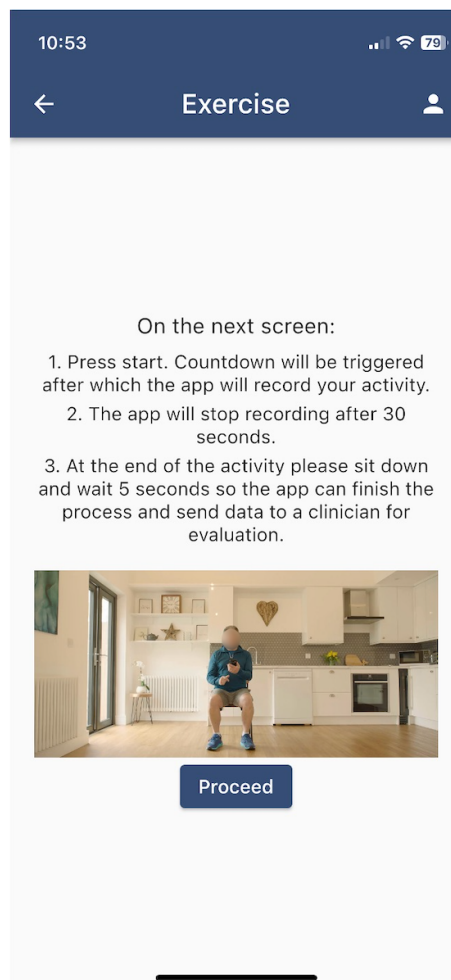 10:53
79
Exercise
On the next screen:
1. Press start. Countdown will be triggered
after which the app will record your activity.
2. The app will stop recording after 30
seconds.
3. At the end of the activity please sit down
and wait 5 seconds so the app can finish the
process and send data to a clinician for
evaluation.
Proceed